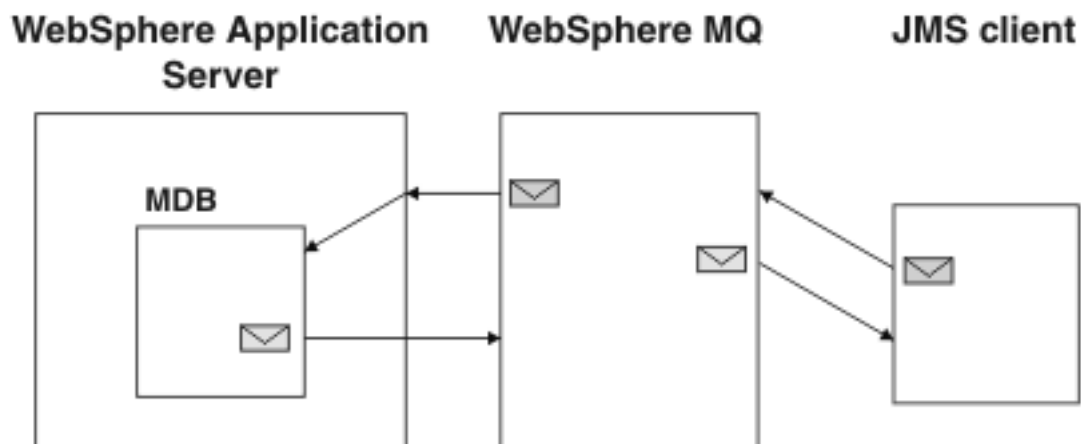 WebSphere Application
Server
WebSphere MQ
JMS client
MDB